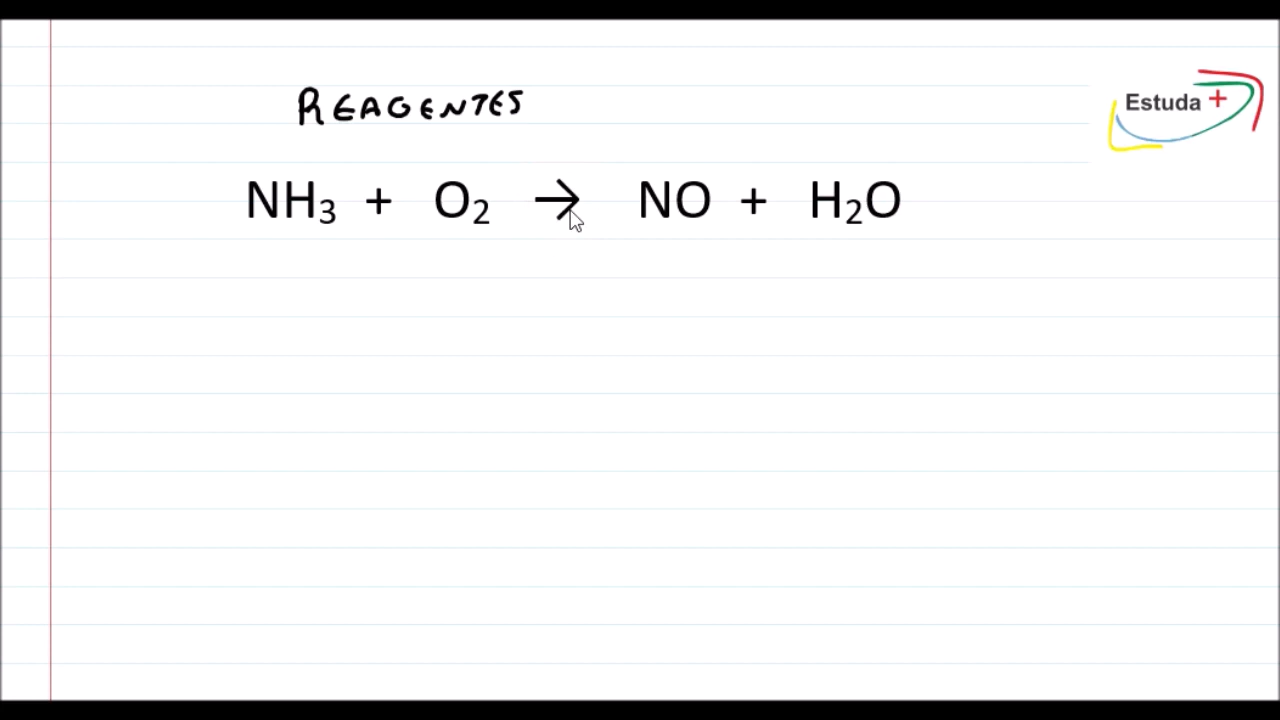 REAGENTES
Estuda +
NH₃ + O₂ → NO + H₂O